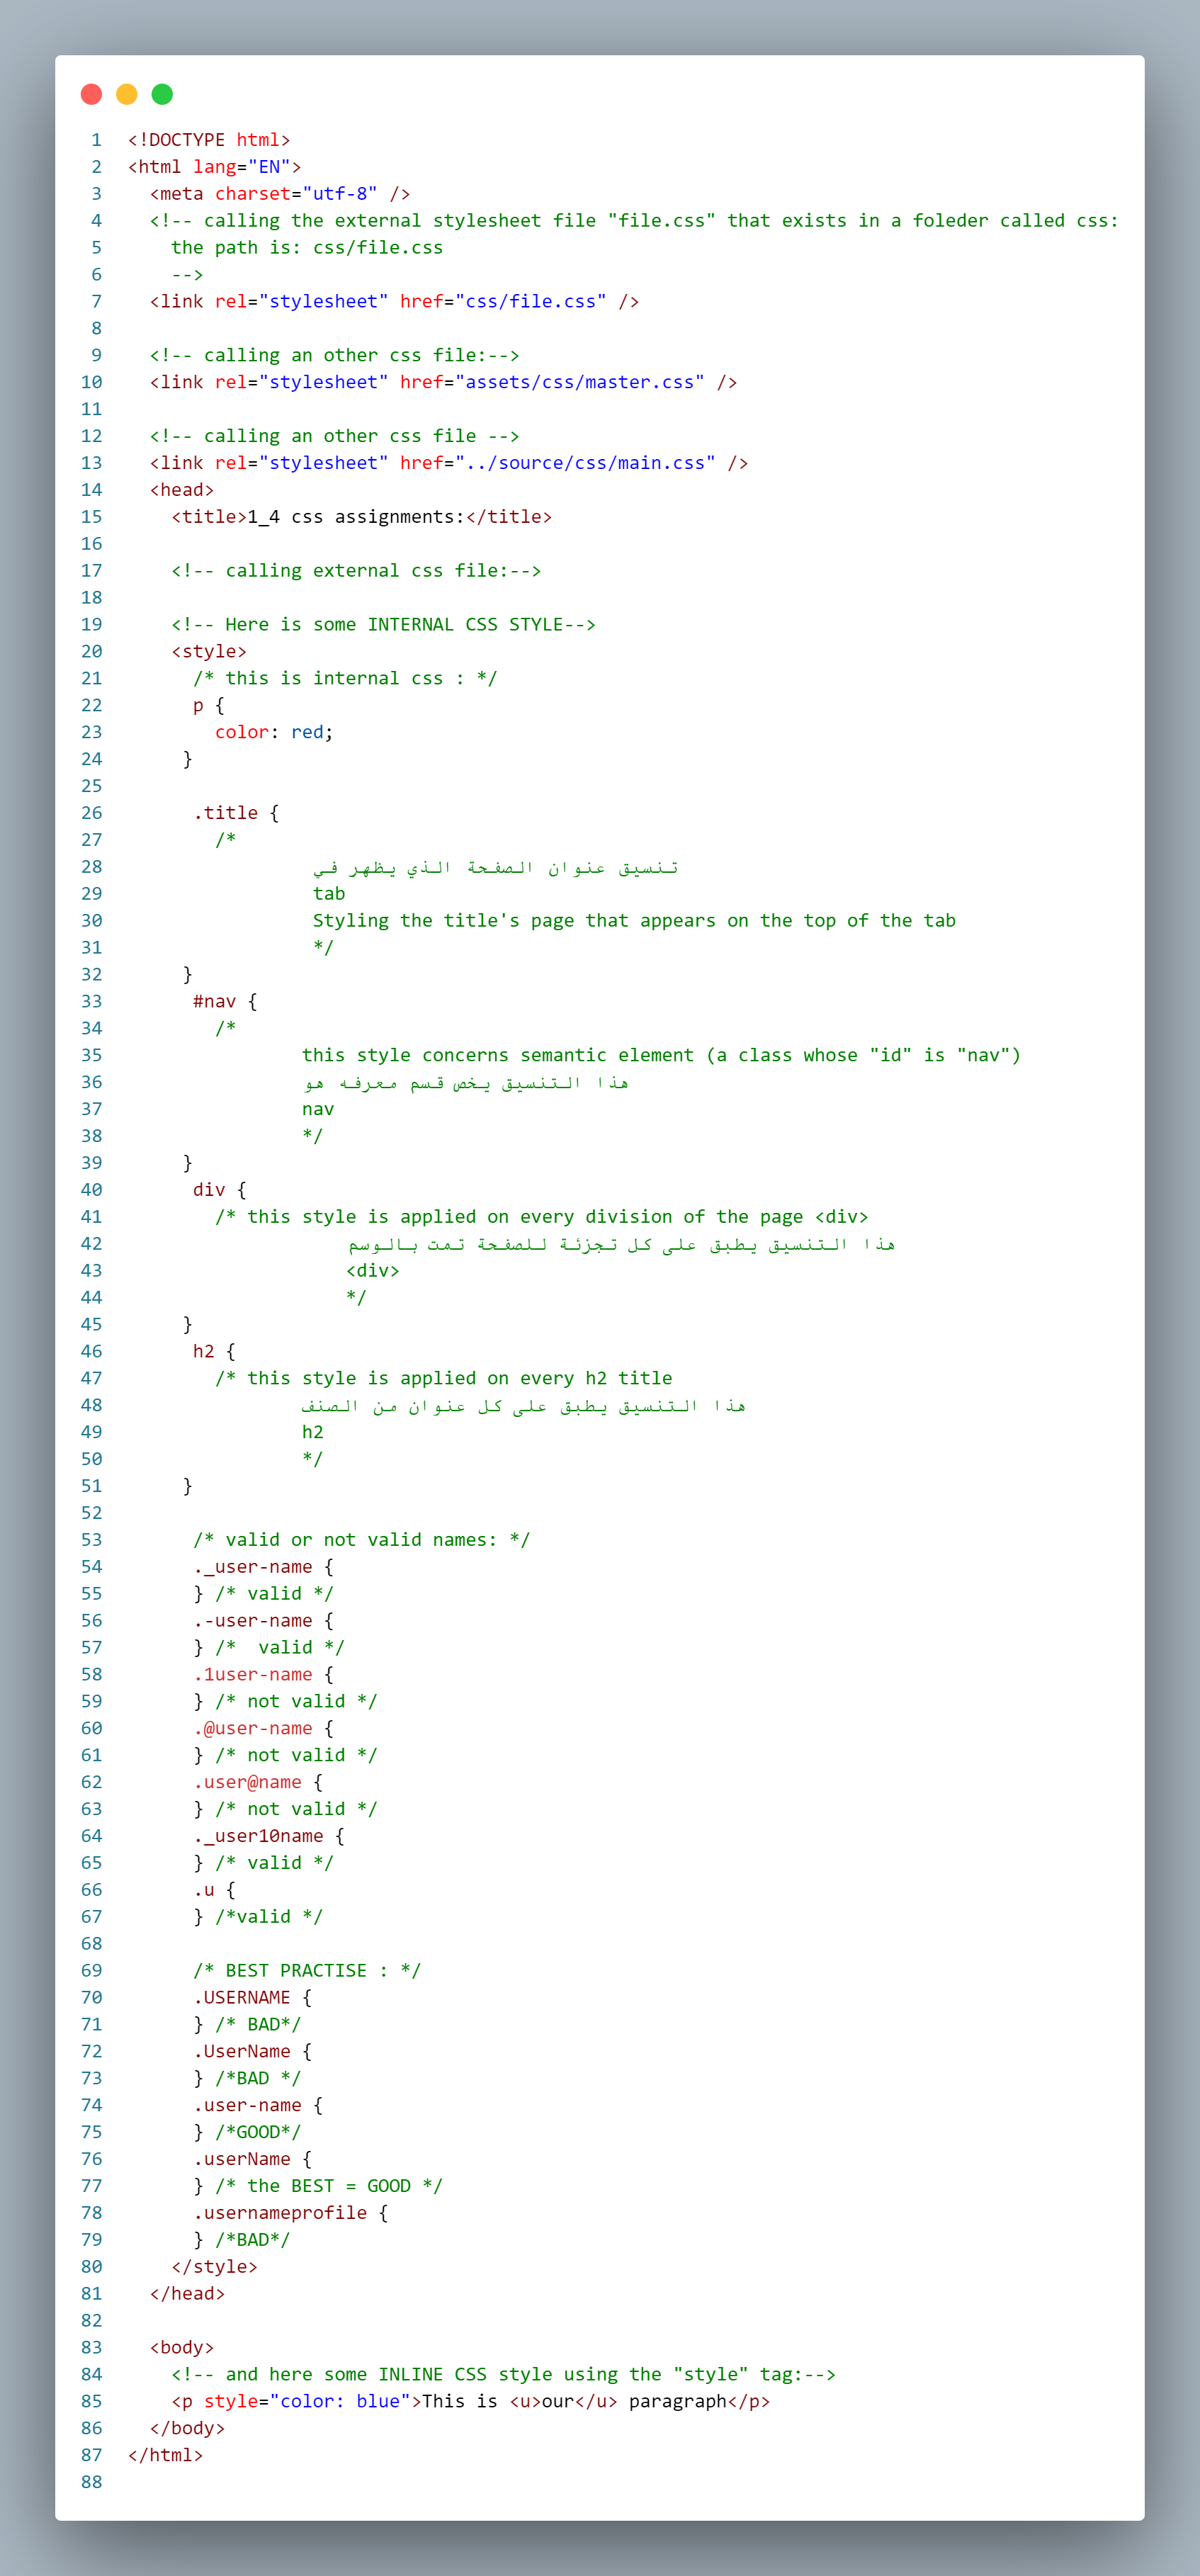 1 <!DOCTYPE html>
2 <html lang="EN">
3 <meta charset="utf-8" />
4 <!-- calling the external stylesheet file "file.css" that exists in a foleder called css:
5 the path is: css/file.css
6 -->
7 <link rel="stylesheet" href="css/file.css" />
8
9 <!-- calling an other css file:-->
10 <link rel="stylesheet" href="assets/css/master.css" />
11
12 <!-- calling an other css file -->
13 <link rel="stylesheet" href="../source/css/main.css" />
14 <head>
15 <title>1_4 css assignments:</title>
16
17 <!-- calling external css file:-->
18
19 <!-- Here is some INTERNAL CSS STYLE-->
20 <style>
21 /* this is internal css : */
22 p {
23 color: red;
24 }
25
26 .title {
27 /*
28 تنسيق عنوان الصفحة الذي يظهر في
29 tab
30 Styling the title's page that appears on the top of the tab
31 */
32 }
33 #nav {
34 /*
35 this style concerns semantic element (a class whose "id" is "nav")
36 هذا التنسيق يخص قسم معرفه هو
37 nav
38 */
39 }
40 div {
41 /* this style is applied on every division of the page <div>
42 هذا التنسيق يطبق على كل تجزئة للصفحة تمت بالوسم
43 <div>
44 */
45 }
46 h2 {
47 /* this style is applied on every h2 title
48 هذا التنسيق يطبق على كل عنوان من الصنف
49 h2
50 */
51 }
52
53 /* valid or not valid names: */
54 ._user-name {
55 } /* valid */
56 .-user-name {
57 } /*  valid */
58 .1user-name {
59 } /* not valid */
60 .@user-name {
61 } /* not valid */
62 .user@name {
63 } /* not valid */
64 ._user10name {
65 } /* valid */
66 .u {
67 } /*valid */
68
69 /* BEST PRACTISE : */
70 .USERNAME {
71 } /* BAD*/
72 .UserName {
73 } /*BAD */
74 .user-name {
75 } /*GOOD*/
76 .userName {
77 } /* the BEST = GOOD */
78 .usernameprofile {
79 } /*BAD*/
80 </style>
81 </head>
82
83 <body>
84 <!-- and here some INLINE CSS style using the "style" tag:-->
85 <p style="color: blue">This is <u>our</u> paragraph</p>
86 </body>
87 </html>
88